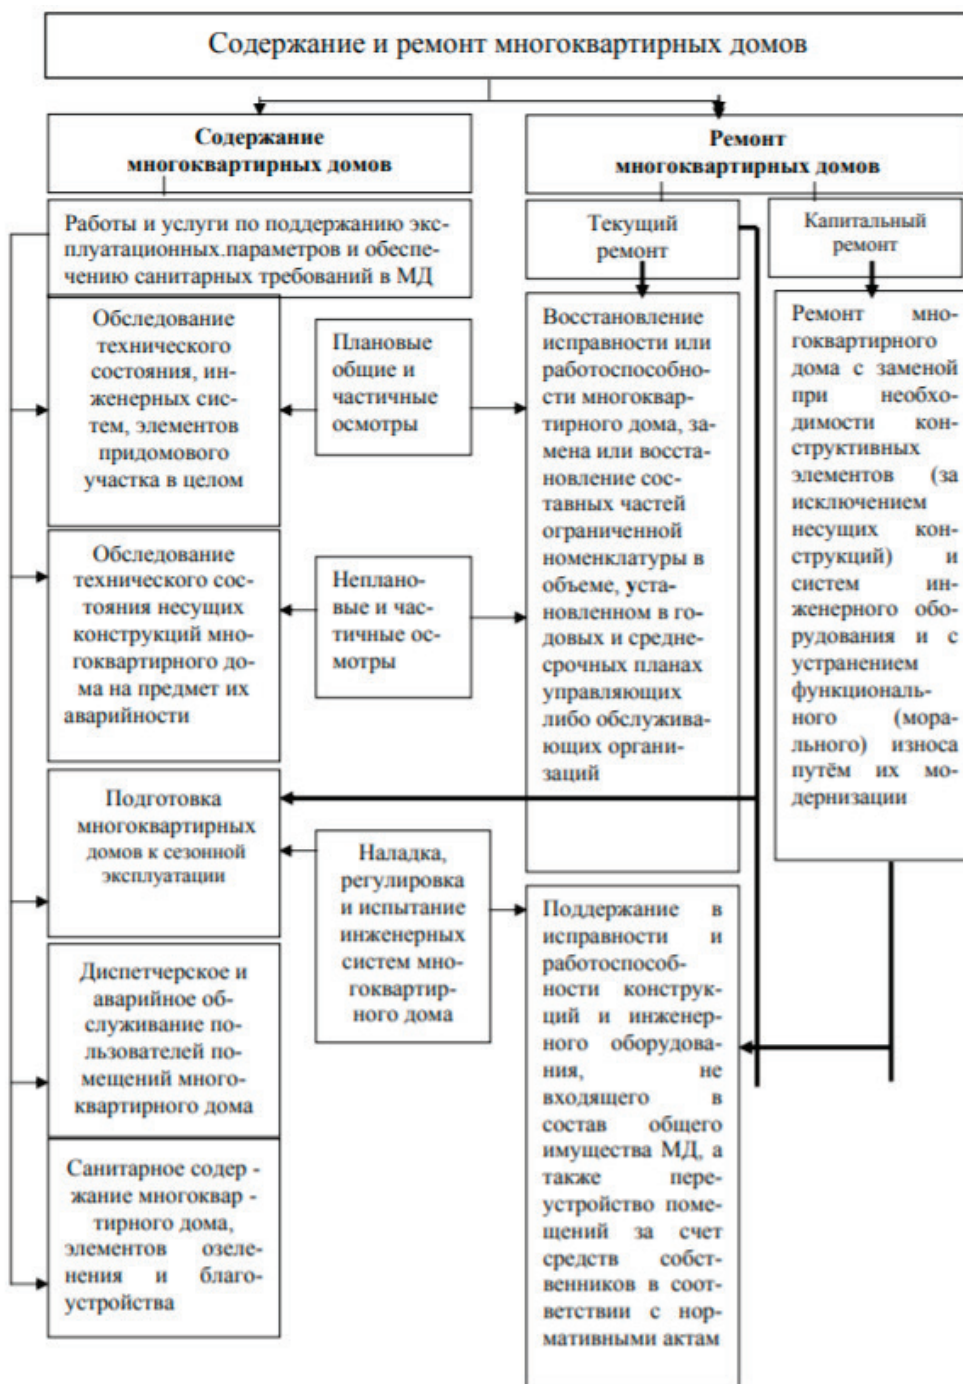 Содержание и ремонт многоквартирных домов
Содержание
многоквартирных домов
Ремонт
многоквартирных домов
Работы и услуги по поддержанию экс-
плуатационных.параметров и обеспе-
чению санитарных требований в МД
Текущий
ремонт
Капитальный
ремонт
Обследование
технического
состояния, ин-
женерных сис-
тем, элементов
придомового
участка в целом
Плановые
общие и
частичные
осмотры
Восстановление
исправности или
работоспособно-
сти многоквар-
тирного дома, за-
мена или восста-
новление сос-
тавных частей
ограниченной
номенклатуры в
объеме, уста-
новленном в го-
довых и средне-
срочных планах
управляющих
либо обслужива-
ющих органи-
заций
Ремонт мно-
гоквартирного
дома с заменой
при необхо-
димости кон-
структивных
элементов (за
исключением
несущих кон-
струкций) и
систем ин-
женерного обо-
рудования и с
устранением
функциональ-
ного (мора-
льного) износа
путём их мо-
дернизации
Обследование
технического сос-
тояния несущих
конструкций мно-
гоквартирного до-
ма на предмет их
аварийности
Неплано-
вые и час-
тичные ос-
мотры
Подготовка
многоквартирных
домов к сезонной
эксплуатации
Наладка,
регулировка
и испытание
инженерных
систем мно-
гоквартир-
ного дома
Поддержание в
исправности и
работоспособ-
ности конструк-
ций и инженер-
ного оборудова-
ния, не
входящего в
состав общего
имущества МД, а
также пере-
устройство поме-
щений за счет
средств собст-
венников в соот-
ветствии с нор-
мативными актам
Диспетчерское и
аварийное об-
служивание по-
льзователей по-
мещений много-
квартирного дома
Санитарное содер -
жание многоквар -
тирного дома,
элементов озеле-
нения и благо-
устройства